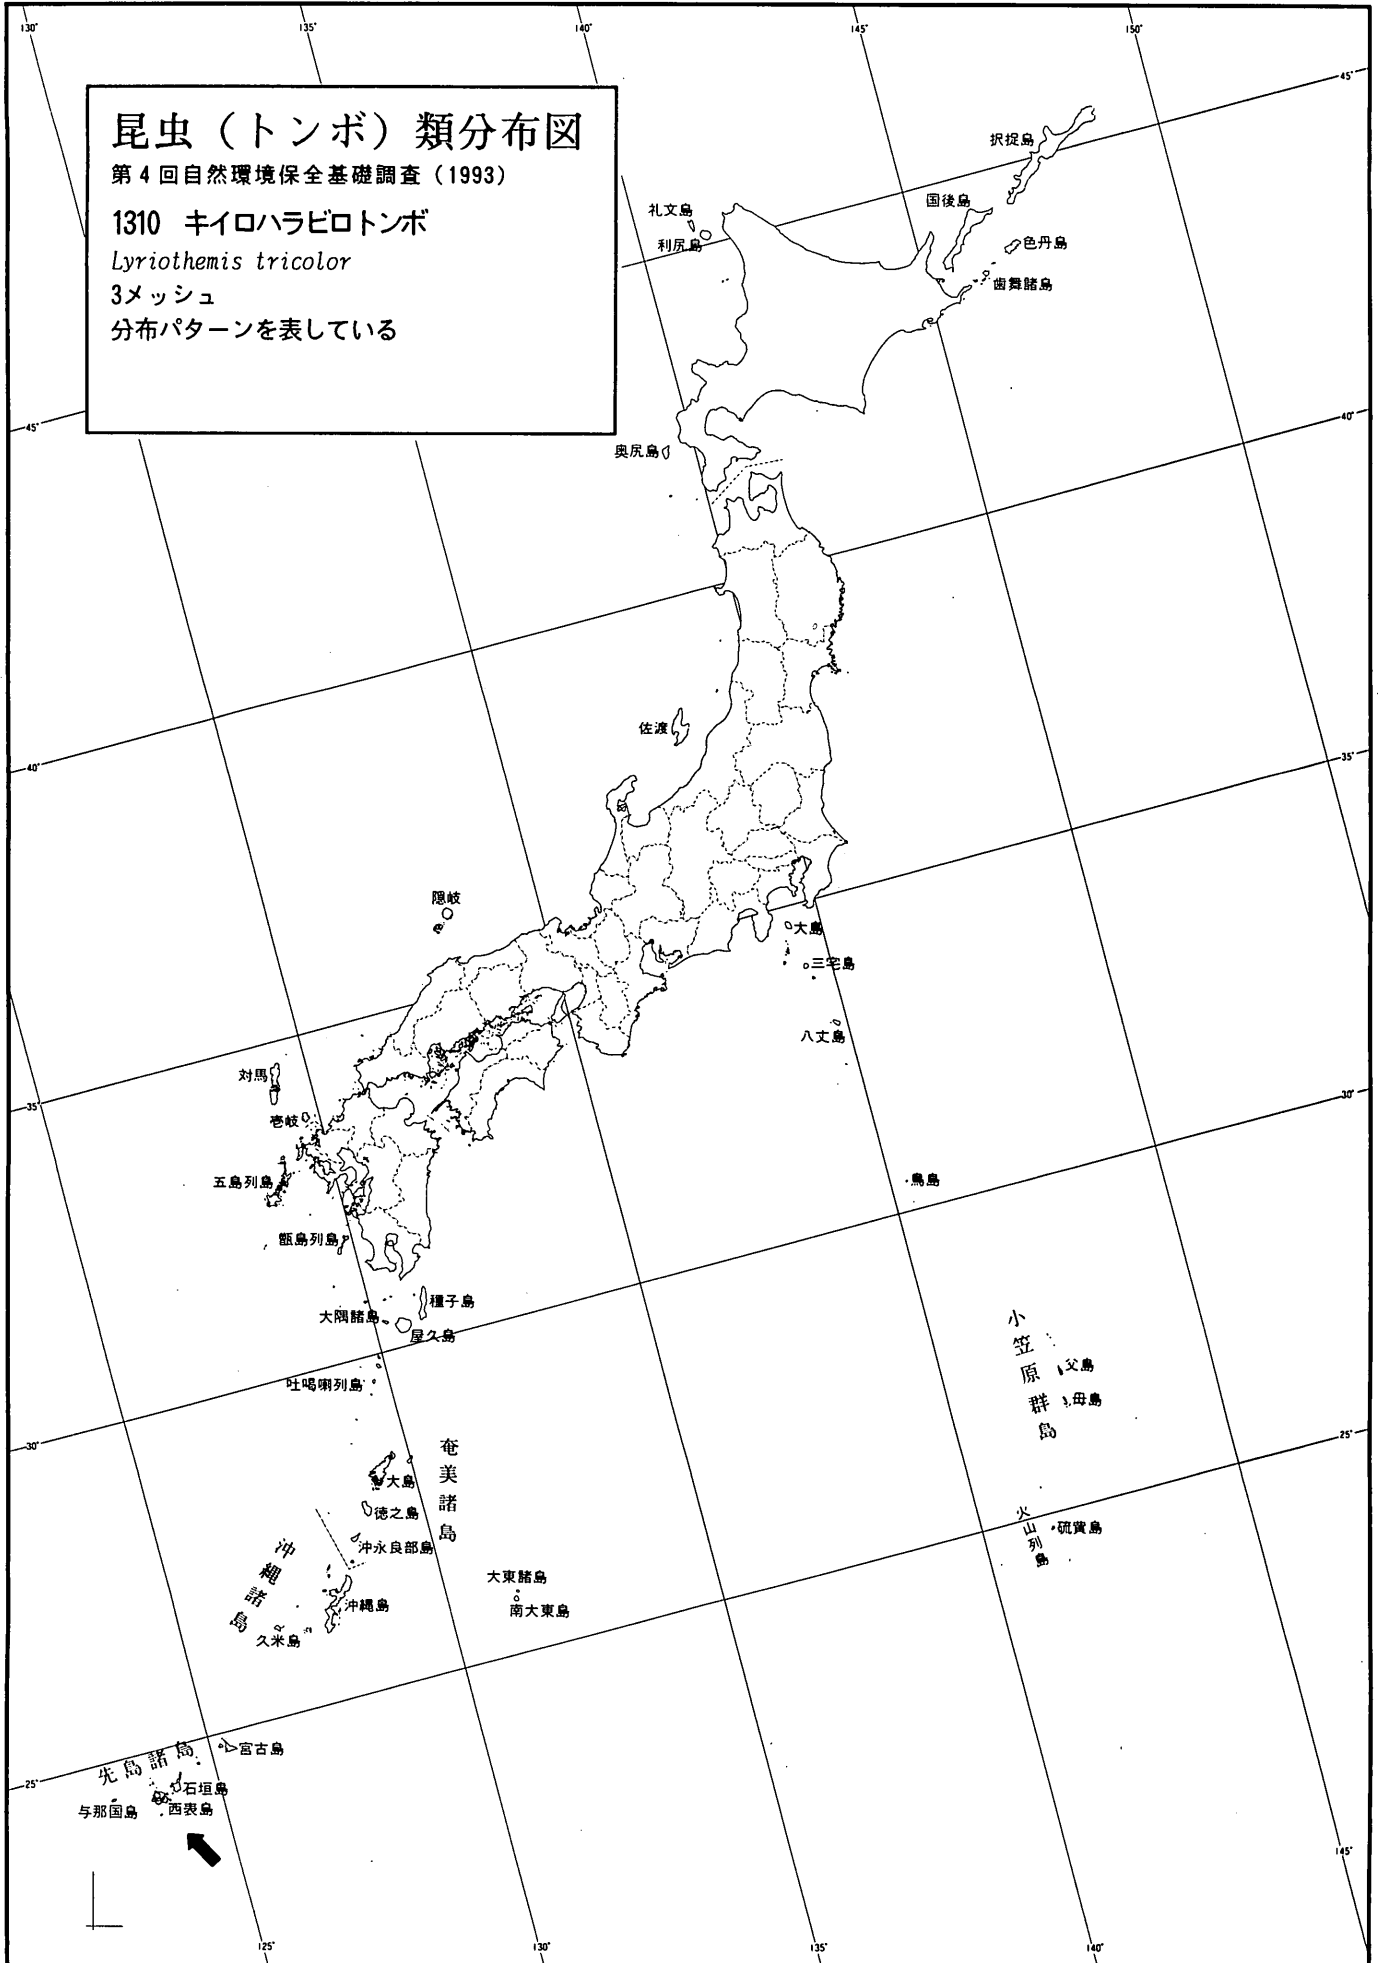 130°
135°
140°
145°
150°
昆虫（トンボ）類分布図
第4回自然環境保全基礎調査（1993）
1310 キイロハラビロトンボ
Lyriothemis tricolor
3メッシュ
分布パターンを表している
45°
択捉島
国後島
色丹島
歯舞諸島
礼文島
利尻島
45°
40°
奥尻島
佐渡
40°
35°
隠岐
大島
三宅島
八丈島
対馬
壱岐
35°
30°
五島列島
甑島列島
鳥島
種子島
大隅諸島
屋久島
吐噶喇列島
小笠原群島
父島
母島
30°
25°
奄美諸島
大島
徳之島
沖永良部島
沖縄諸島
沖縄島
久米島
大東諸島
南大東島
火山列島
硫黄島
先島諸島
宮古島
石垣島
西表島
与那国島
25°
145°
125°
130°
135°
140°